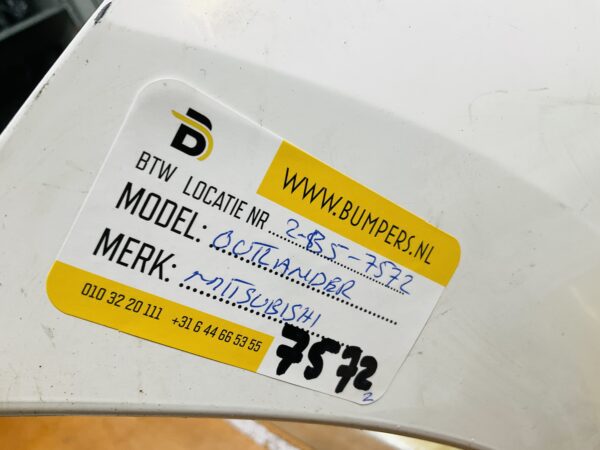 B
WWW.BUMPERS.NL
BTW LOCATIE NR 2-B5-7572
MODEL: OUTLANDER
MERK: MITSUBISHI
010 32 20 111 +31 6 44 66 53 55
7572
2